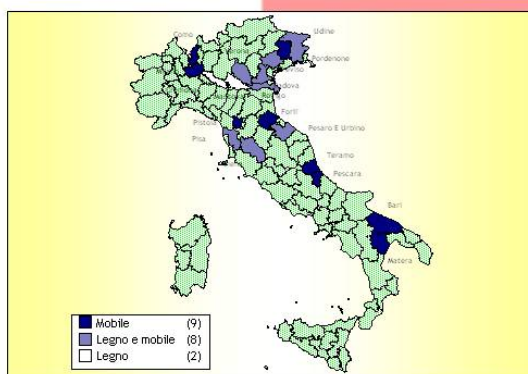 Udine
Como
Pordenone
Forlì
Pistoia
Pesaro E Urbino
Pisa
Teramo
Pescara
Bari
Matera
Mobile (9)
Legno e mobile (8)
Legno (2)